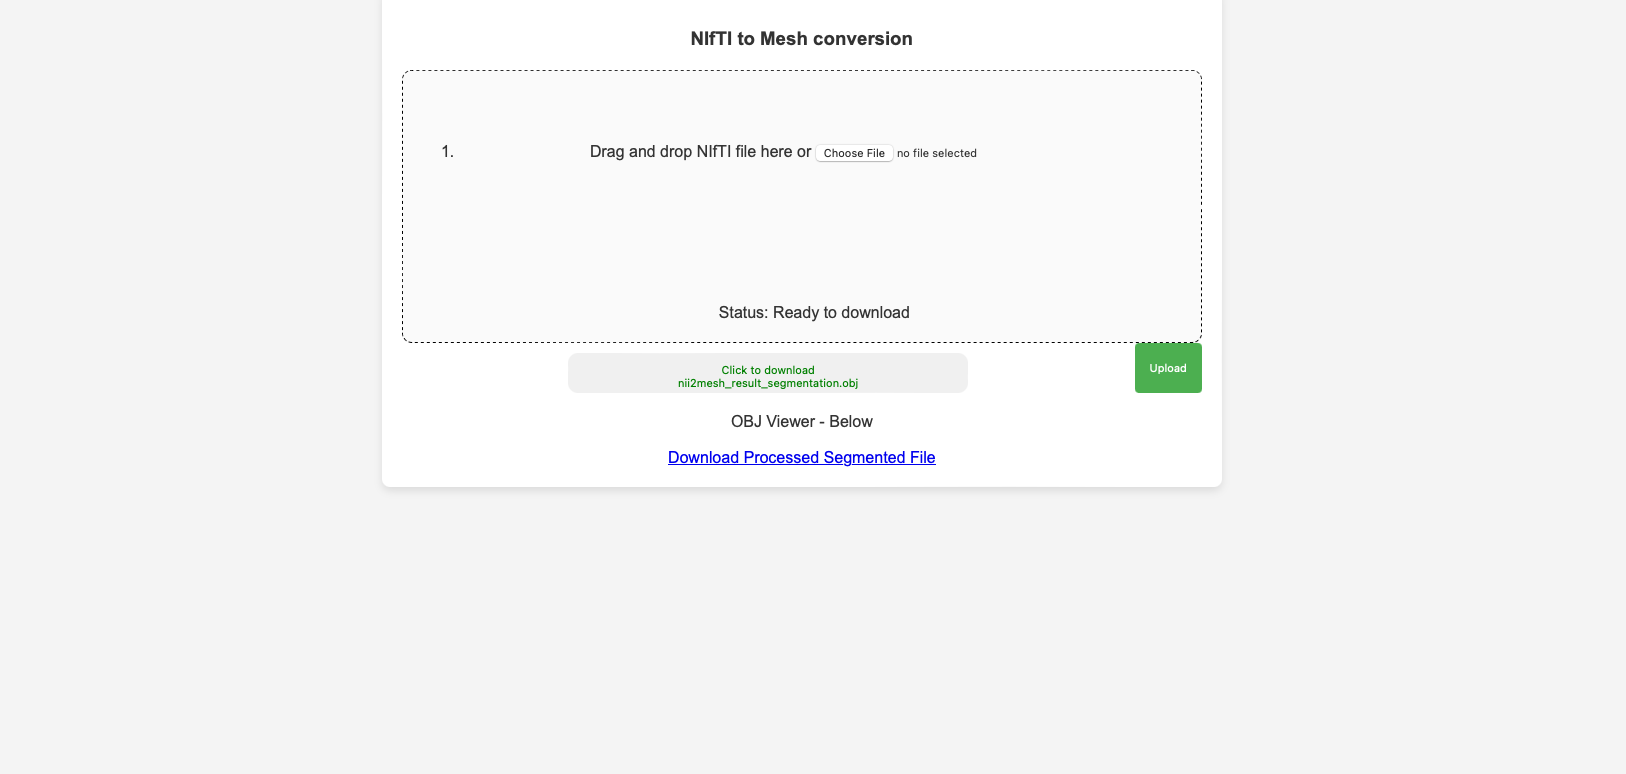 NIfTI to Mesh conversion
1. Drag and drop NIfTI file here or Choose File no file selected
Status: Ready to download
Click to download
nii2mesh_result_segmentation.obj
Upload
OBJ Viewer - Below
Download Processed Segmented File